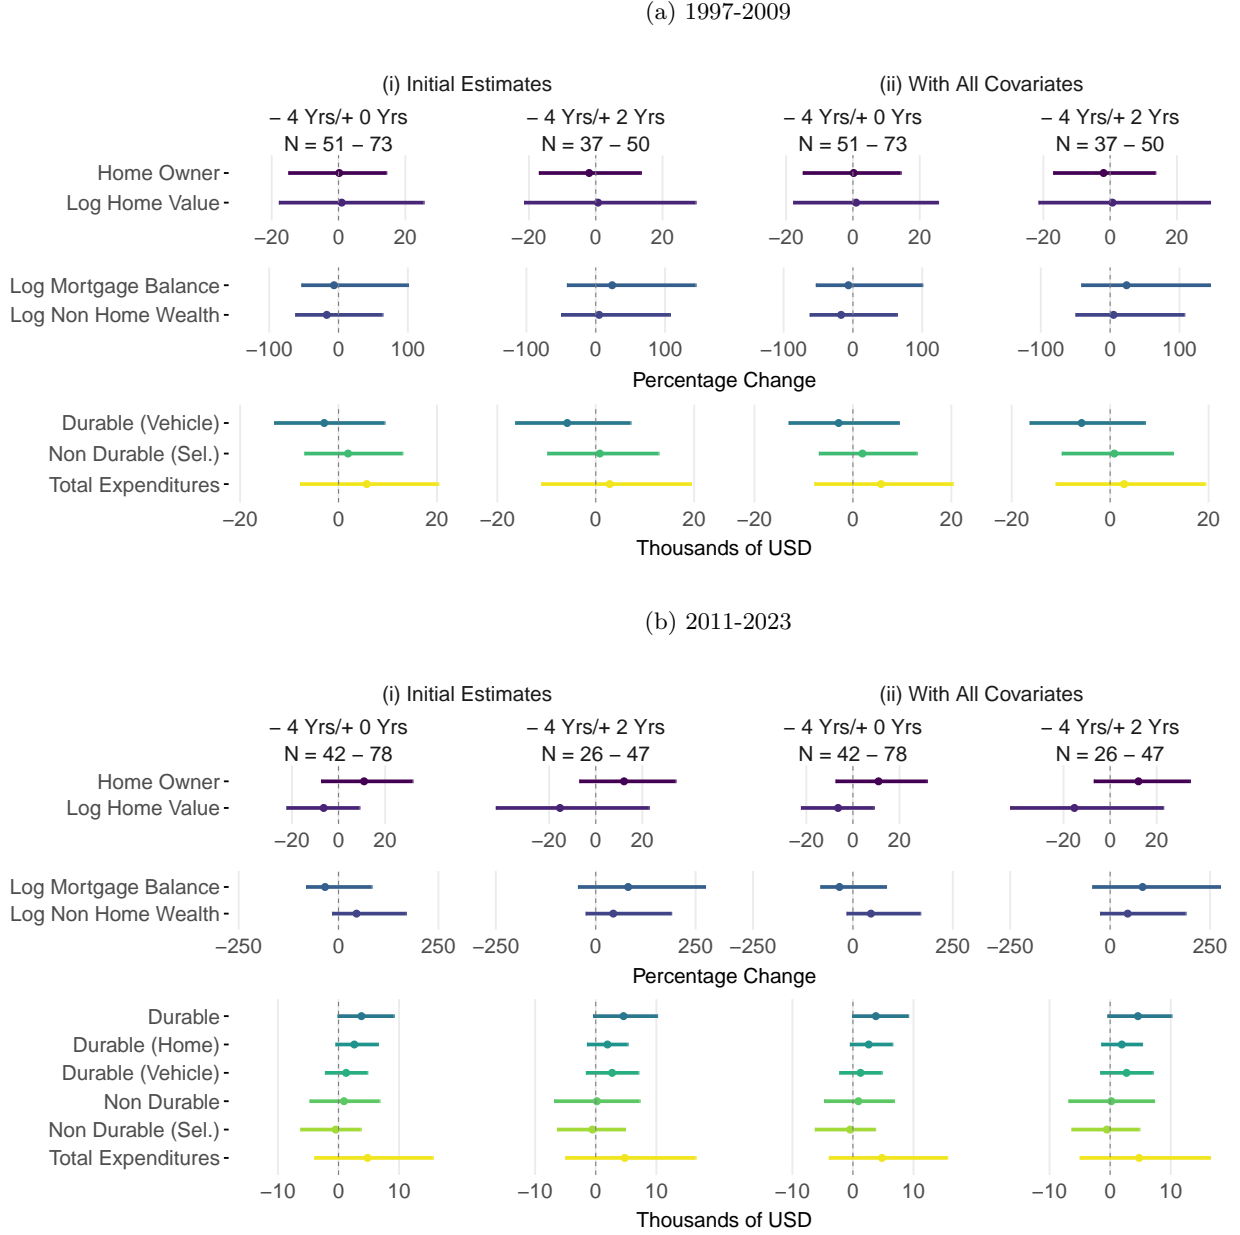 (a) 1997-2009
(i) Initial Estimates (ii) With All Covariates
− 4 Yrs/+ 0 Yrs − 4 Yrs/+ 2 Yrs − 4 Yrs/+ 0 Yrs − 4 Yrs/+ 2 Yrs
N = 51 − 73 N = 37 − 50 N = 51 − 73 N = 37 − 50
Home Owner
Log Home Value
−20 0 20 −20 0 20 −20 0 20 −20 0 20
Log Mortgage Balance
Log Non Home Wealth
−100 0 100 −100 0 100 −100 0 100 −100 0 100
Percentage Change
Durable (Vehicle)
Non Durable (Sel.)
Total Expenditures
−20 0 20 −20 0 20 −20 0 20 −20 0 20
Thousands of USD
(b) 2011-2023
(i) Initial Estimates (ii) With All Covariates
− 4 Yrs/+ 0 Yrs − 4 Yrs/+ 2 Yrs − 4 Yrs/+ 0 Yrs − 4 Yrs/+ 2 Yrs
N = 42 − 78 N = 26 − 47 N = 42 − 78 N = 26 − 47
Home Owner
Log Home Value
−20 0 20 −20 0 20 −20 0 20 −20 0 20
Log Mortgage Balance
Log Non Home Wealth
−250 0 250 −250 0 250 −250 0 250 −250 0 250
Percentage Change
Durable
Durable (Home)
Durable (Vehicle)
Non Durable
Non Durable (Sel.)
Total Expenditures
−10 0 10 −10 0 10 −10 0 10 −10 0 10
Thousands of USD